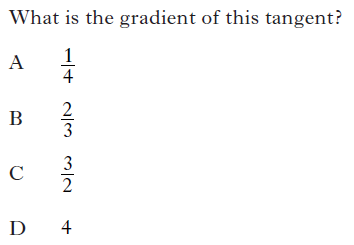 What is the gradient of this tangent?
A 1/4
B 2/3
C 3/2
D 4